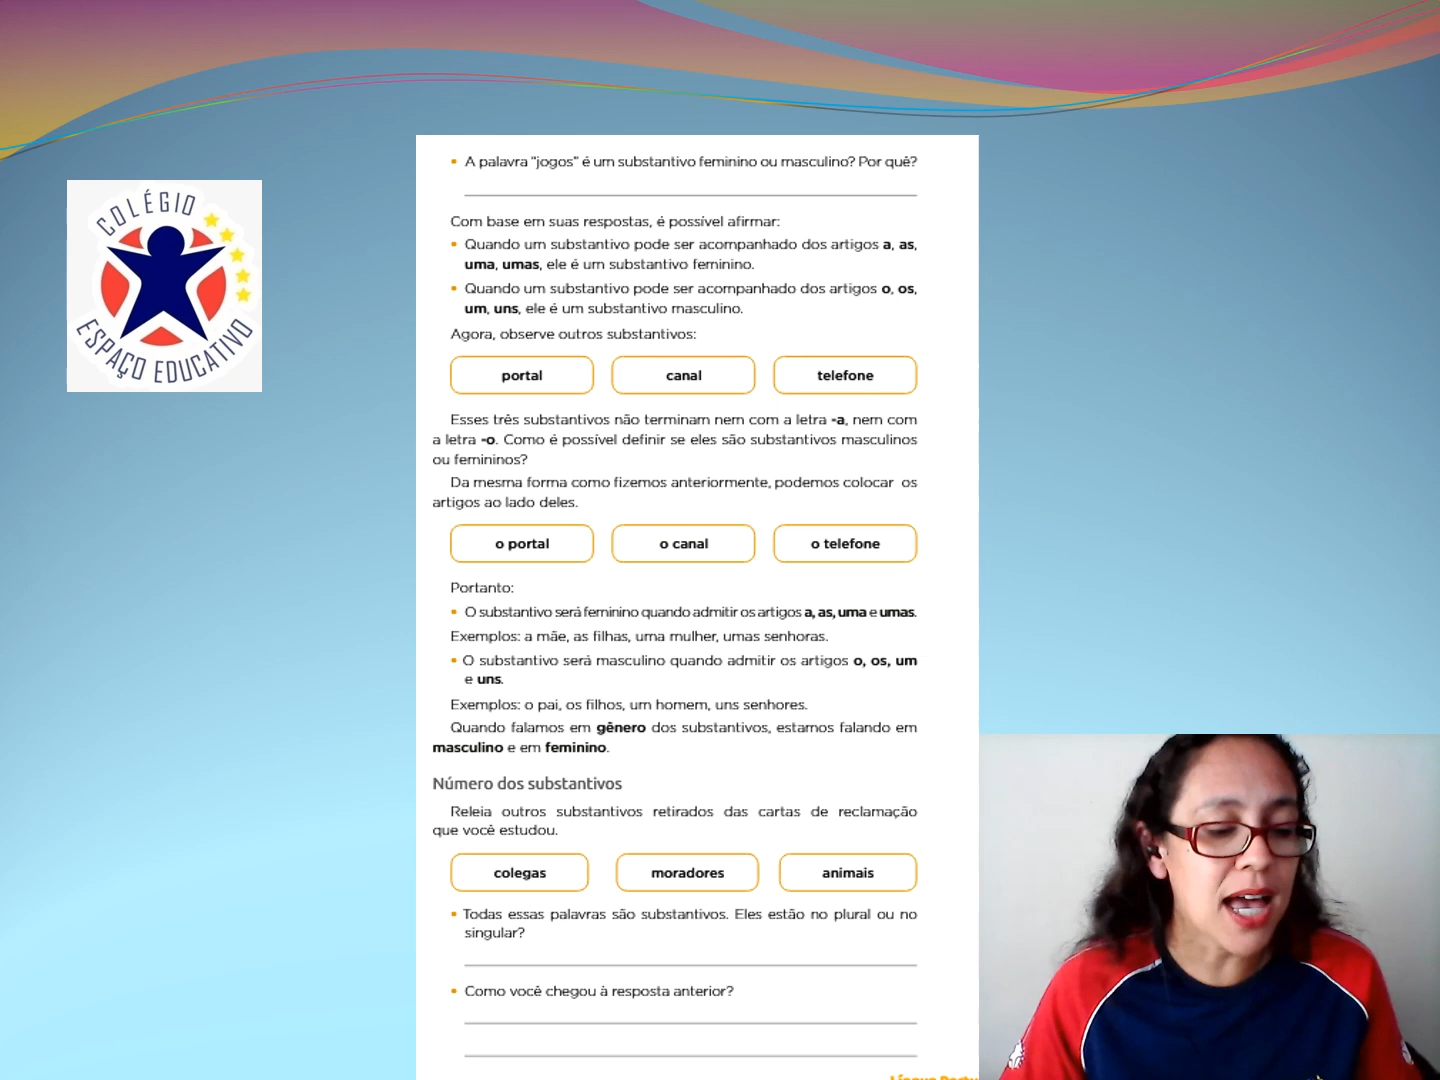 COLÉGIO
ESPAÇO EDUCATIVO
• A palavra "jogos" é um substantivo feminino ou masculino? Por quê?
Com base em suas respostas, é possível afirmar:
• Quando um substantivo pode ser acompanhado dos artigos a, as,
uma, umas, ele é um substantivo feminino.
• Quando um substantivo pode ser acompanhado dos artigos o, os,
um, uns, ele é um substantivo masculino.
Agora, observe outros substantivos:
portal canal telefone
Esses três substantivos não terminam nem com a letra -a, nem com
a letra -o. Como é possível definir se eles são substantivos masculinos
ou femininos?
Da mesma forma como fizemos anteriormente, podemos colocar os
artigos ao lado deles.
o portal o canal o telefone
Portanto:
• O substantivo será feminino quando admitir os artigos a, as, uma e umas.
Exemplos: a mãe, as filhas, uma mulher, umas senhoras.
• O substantivo será masculino quando admitir os artigos o, os, um
e uns.
Exemplos: o pai, os filhos, um homem, uns senhores.
Quando falamos em gênero dos substantivos, estamos falando em
masculino e em feminino.
Número dos substantivos
Releia outros substantivos retirados das cartas de reclamação
que você estudou.
colegas moradores animais
• Todas essas palavras são substantivos. Eles estão no plural ou no
singular?
• Como você chegou à resposta anterior?